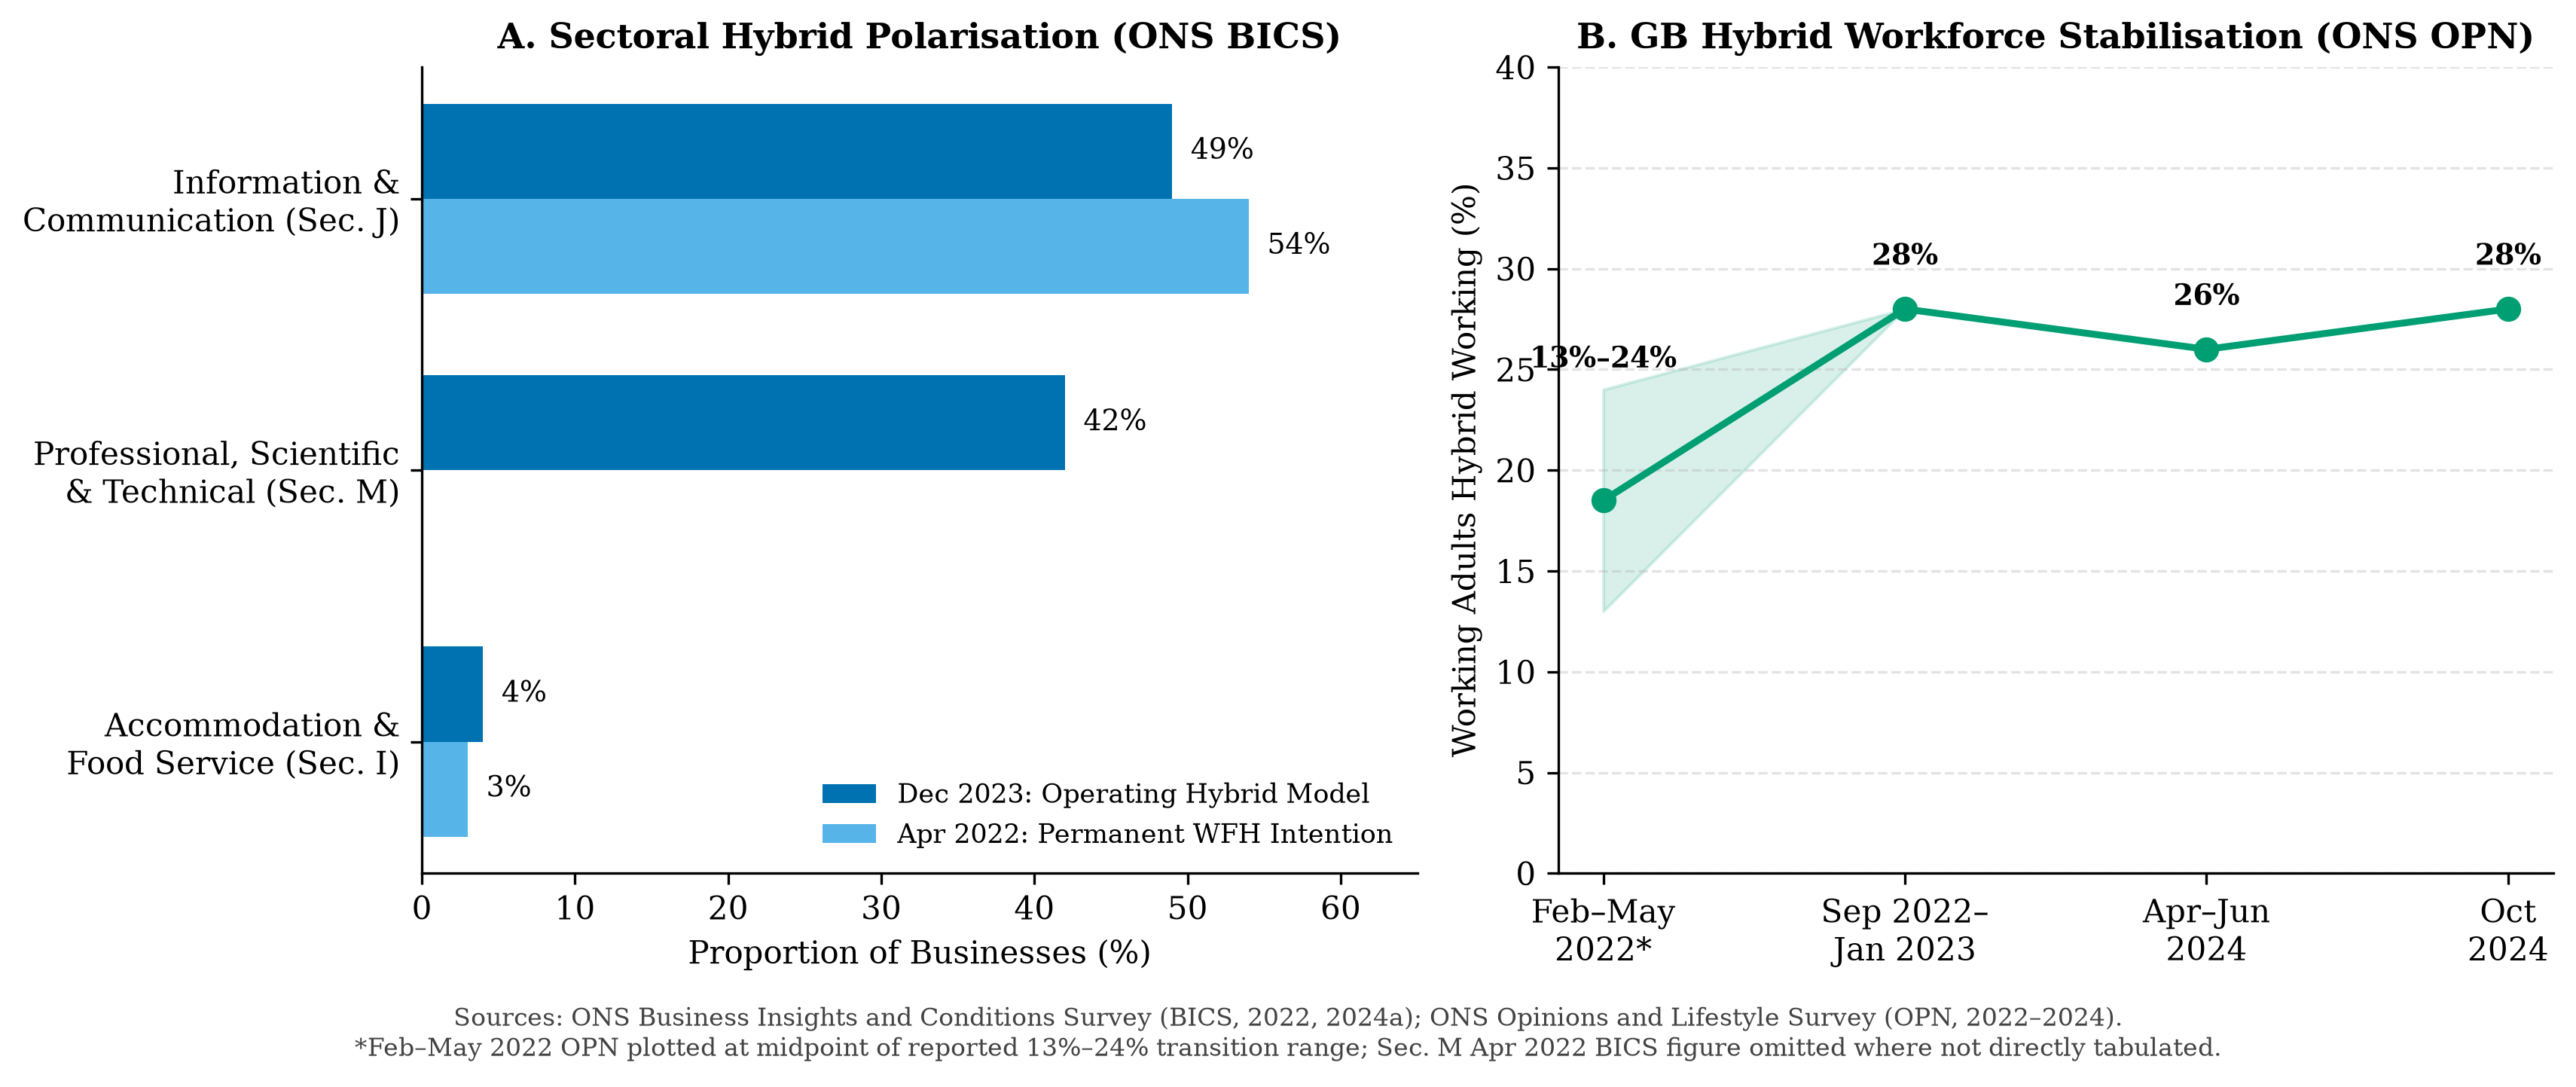 A. Sectoral Hybrid Polarisation (ONS BICS)
Information &
Communication (Sec. J)
49%
54%
Professional, Scientific
& Technical (Sec. M)
42%
Accommodation &
Food Service (Sec. I)
4%
3%
Dec 2023: Operating Hybrid Model
Apr 2022: Permanent WFH Intention
0 10 20 30 40 50 60
Proportion of Businesses (%)
B. GB Hybrid Workforce Stabilisation (ONS OPN)
Working Adults Hybrid Working (%)
40
35
30
25
20
15
10
5
0
13%–24%
28%
26%
28%
Feb–May
2022*
Sep 2022–
Jan 2023
Apr–Jun
2024
Oct
2024
Sources: ONS Business Insights and Conditions Survey (BICS, 2022, 2024a); ONS Opinions and Lifestyle Survey (OPN, 2022–2024).
*Feb–May 2022 OPN plotted at midpoint of reported 13%–24% transition range; Sec. M Apr 2022 BICS figure omitted where not directly tabulated.